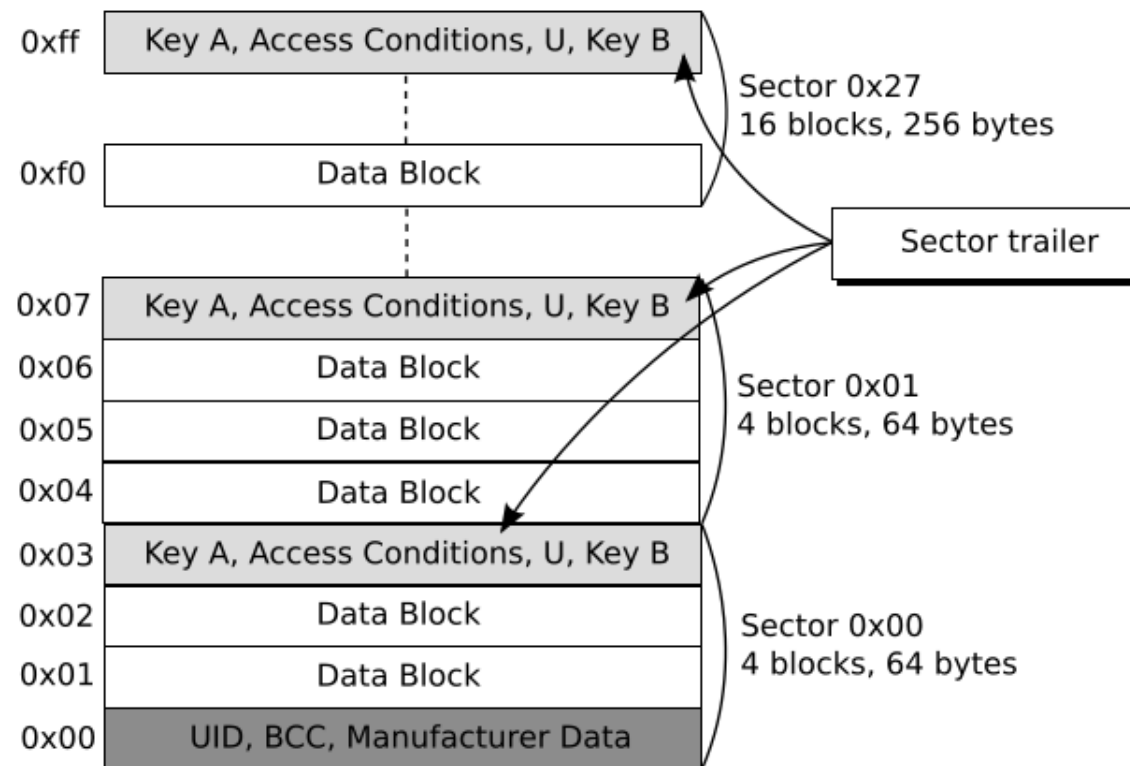 0xff
Key A, Access Conditions, U, Key B
Sector 0x27
16 blocks, 256 bytes
0xf0
Data Block
Sector trailer
0x07
Key A, Access Conditions, U, Key B
0x06
Data Block
Sector 0x01
4 blocks, 64 bytes
0x05
Data Block
0x04
Data Block
0x03
Key A, Access Conditions, U, Key B
0x02
Data Block
Sector 0x00
4 blocks, 64 bytes
0x01
Data Block
0x00
UID, BCC, Manufacturer Data